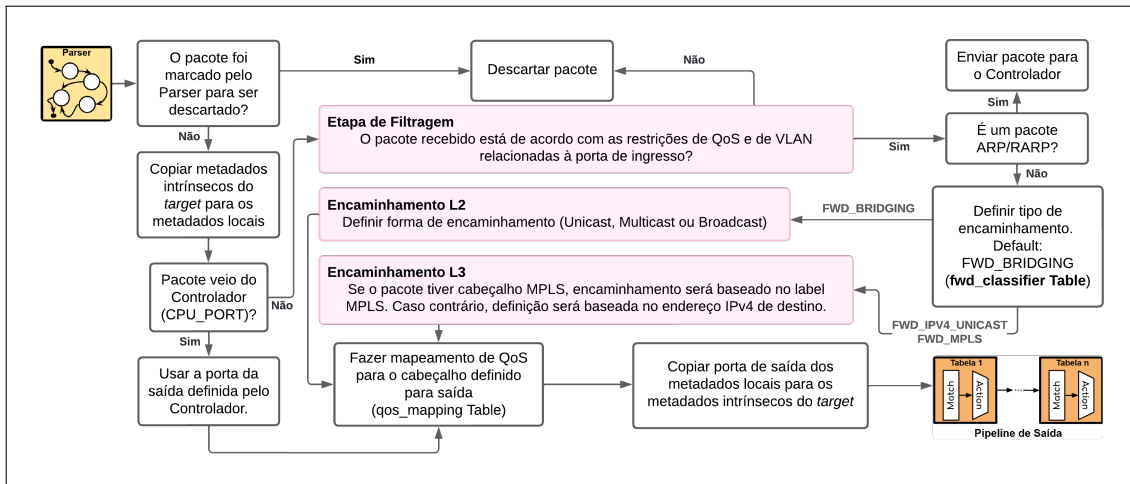 Parser
O pacote foi
marcado pelo
Parser para ser
descartado?
Sim
Descartar pacote
Não
Enviar pacote para
o Controlador
Sim
Não
Etapa de Filtragem
O pacote recebido está de acordo com as restrições de QoS e de VLAN
relacionadas à porta de ingresso?
Sim
É um pacote
ARP/RARP?
Não
Copiar metadados
intrínsecos do
target para os
metadados locais
Encaminhamento L2
Definir forma de encaminhamento (Unicast, Multicast ou Broadcast)
FWD_BRIDGING
Definir tipo de
encaminhamento.
Default:
FWD_BRIDGING
(fwd_classifier Table)
Pacote veio do
Controlador
(CPU_PORT)?
Não
Encaminhamento L3
Se o pacote tiver cabeçalho MPLS, encaminhamento será baseado no label
MPLS. Caso contrário, definição será baseada no endereço IPv4 de destino.
FWD_IPV4_UNICAST
FWD_MPLS
Sim
Usar a porta da
saída definida pelo
Controlador.
Fazer mapeamento de QoS
para o cabeçalho definido
para saída
(qos_mapping Table)
Copiar porta de saída dos
metadados locais para os
metadados intrínsecos do target
Tabela 1
Match
Action
Tabela n
Match
Action
Pipeline de Saída